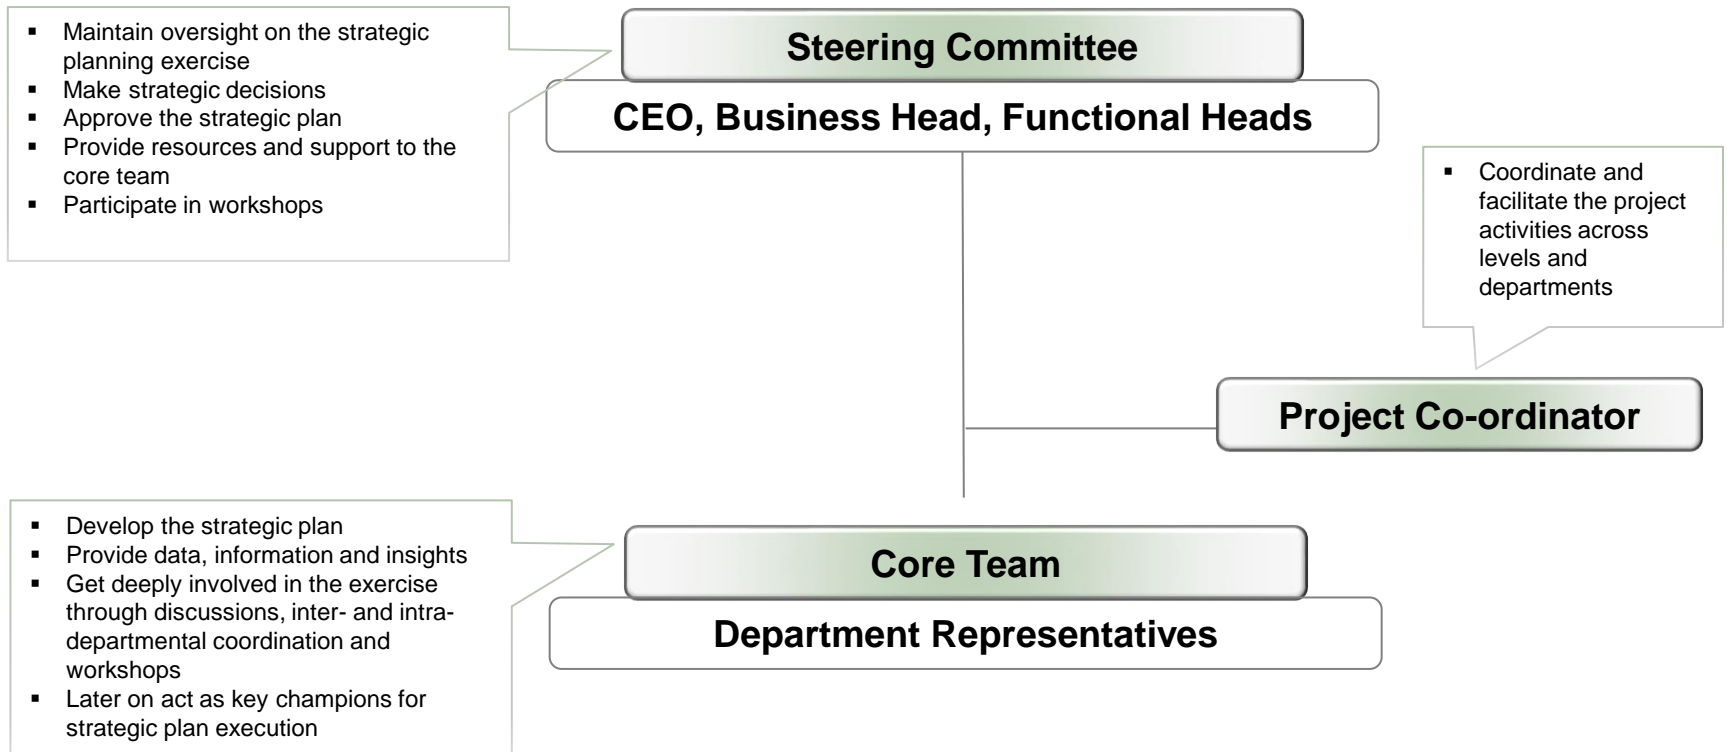 ▪ Maintain oversight on the strategic
planning exercise
▪ Make strategic decisions
▪ Approve the strategic plan
▪ Provide resources and support to the
core team
▪ Participate in workshops
Steering Committee
CEO, Business Head, Functional Heads
▪ Coordinate and
facilitate the project
activities across
levels and
departments
Project Co-ordinator
▪ Develop the strategic plan
▪ Provide data, information and insights
▪ Get deeply involved in the exercise
through discussions, inter- and intra-
departmental coordination and
workshops
▪ Later on act as key champions for
strategic plan execution
Core Team
Department Representatives